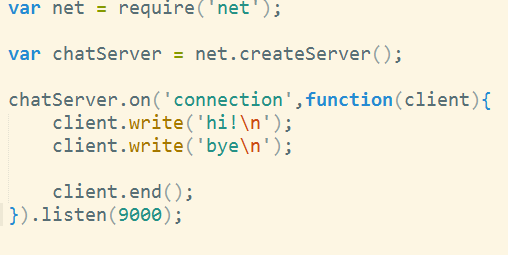 var net = require('net');
var chatServer = net.createServer();
chatServer.on('connection',function(client){
    client.write('hi!\n');
    client.write('bye\n');
    client.end();
}).listen(9000);